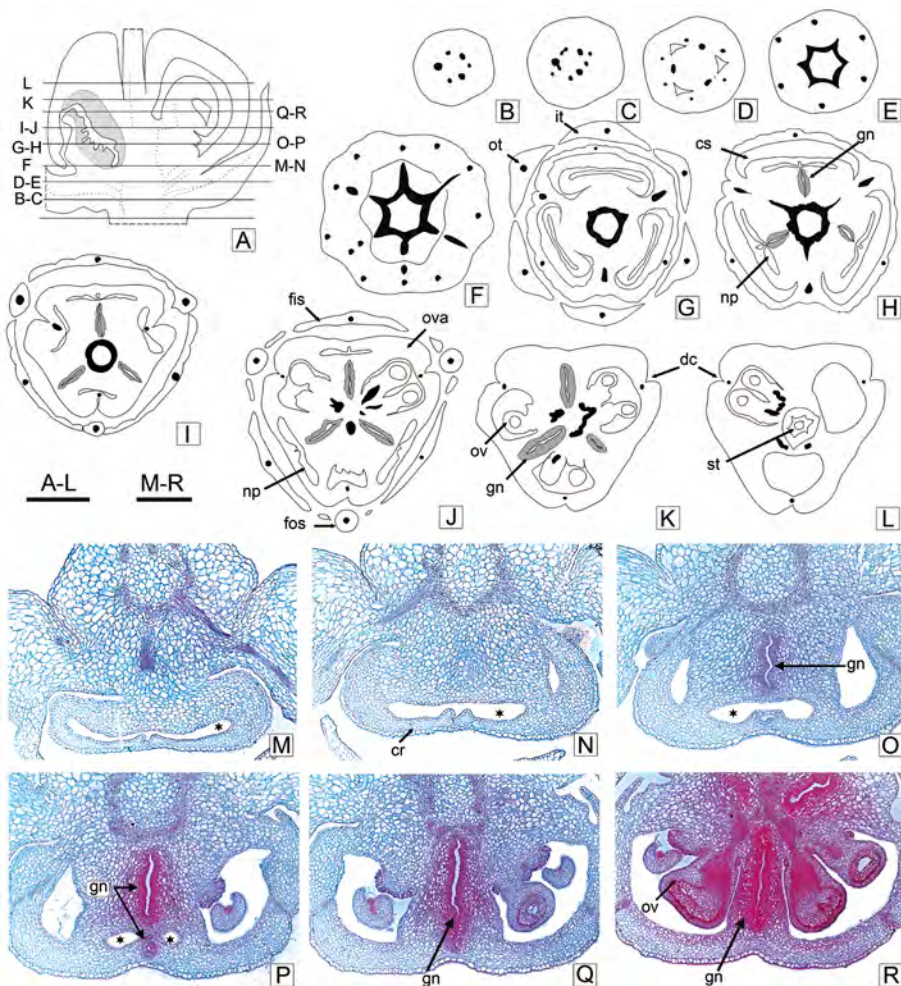 L
K
Q-R
I-J
G-H
O-P
F
M-N
D-E
B-C
A
B
C
D
E
F
it
ot
G
cs
gn
np
H
I
fis
ova
np
fos
J
dc
ov
gn
K
st
L
A-L
M-R
M
cr
N
gn
O
gn
P
gn
Q
ov
gn
R